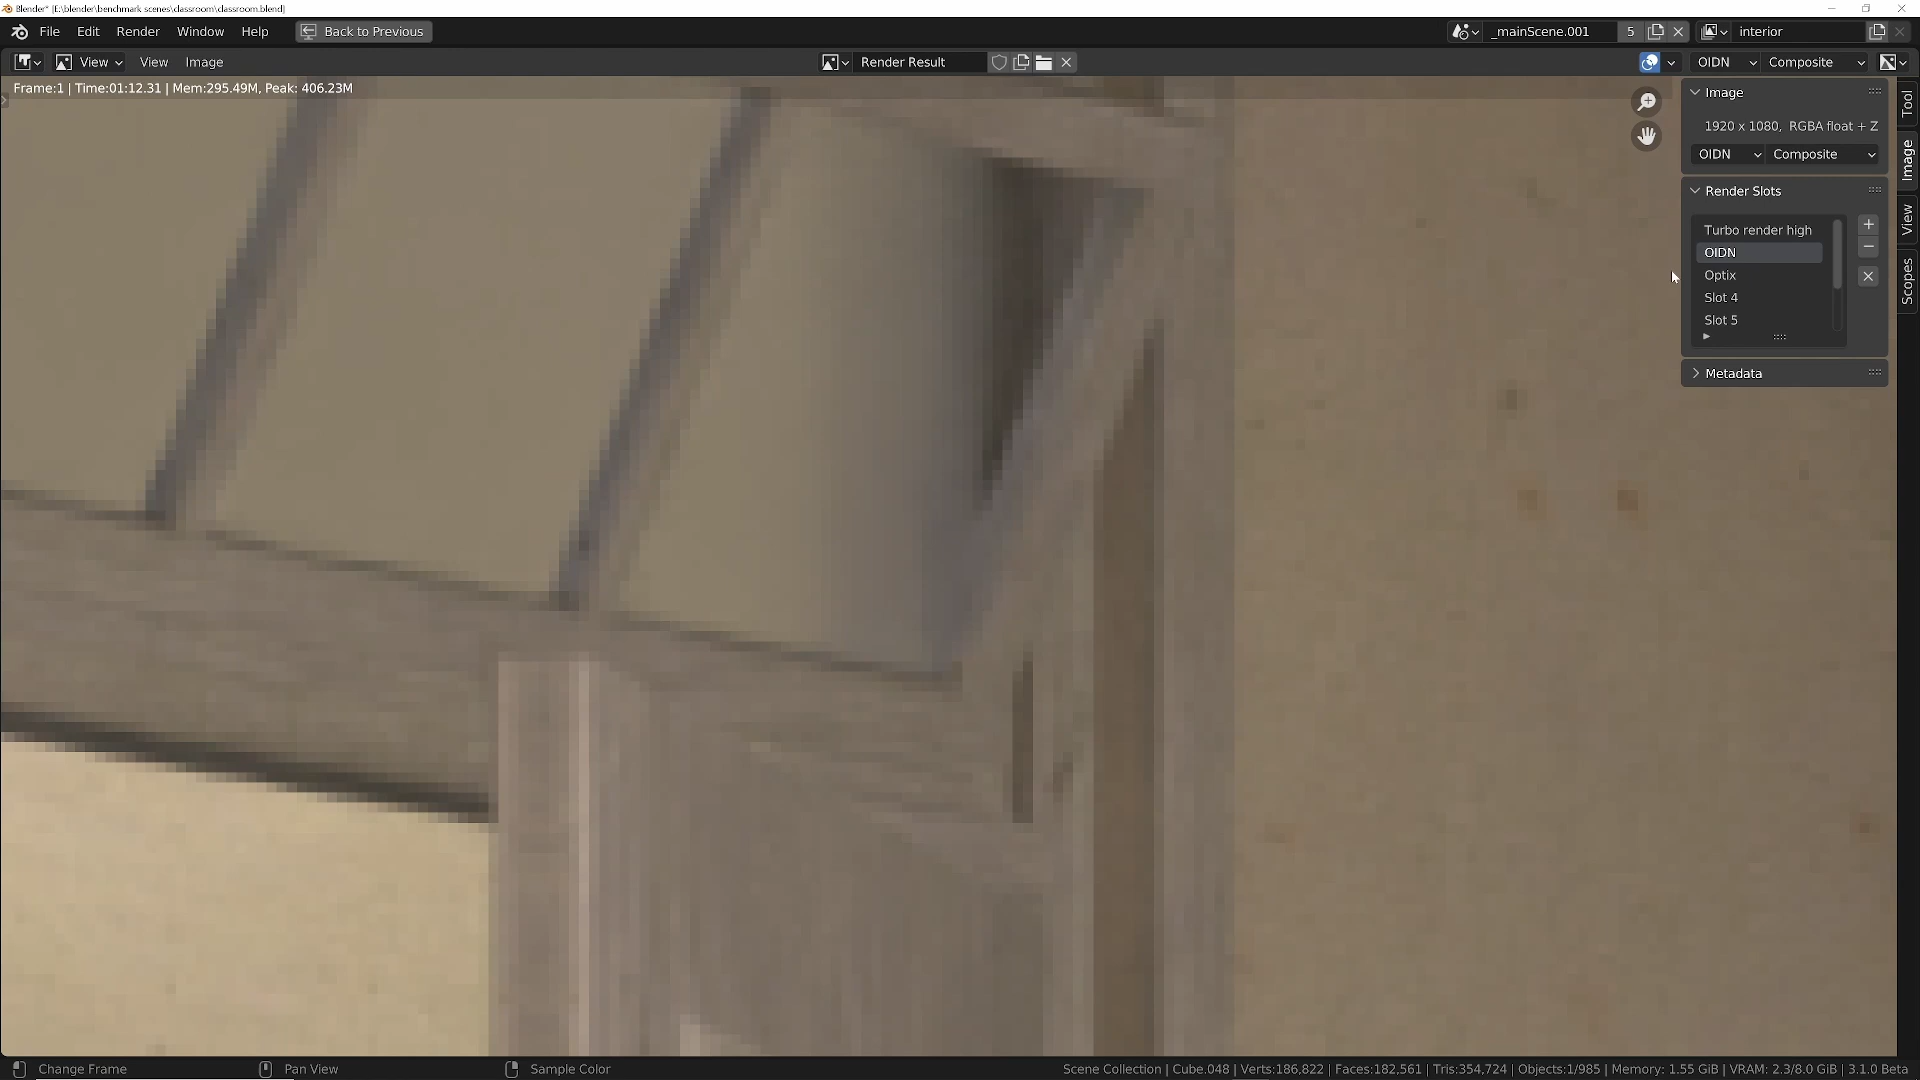 Blender* [E:\blender\benchmark scenes\classroom\classroom.blend]
File Edit Render Window Help Back to Previous _mainScene.001 5 interior
View View Image Render Result OIDN Composite
Frame:1 | Time:01:12.31 | Mem:295.49M, Peak: 406.23M
Image
1920 x 1080, RGBA float + Z
OIDN Composite
Render Slots
Turbo render high
OIDN
Optix
Slot 4
Slot 5
Metadata
Tool
Image
View
Scopes
Change Frame Pan View Sample Color Scene Collection | Cube.048 | Verts:186,822 | Faces:182,561 | Tris:354,724 | Objects:1/985 | Memory: 1.55 GiB | VRAM: 2.3/8.0 GiB | 3.1.0 Beta